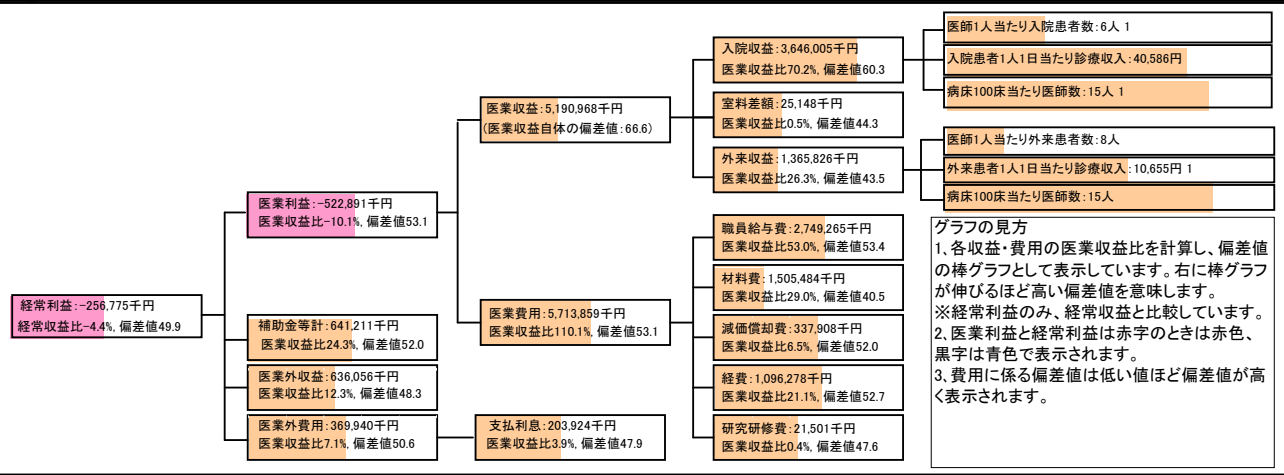 経常利益:-256,775千円
経常収益比-4.4%, 偏差値49.9
医業利益:-522,891千円
医業収益比-10.1%, 偏差値53.1
補助金等計:641,211千円
医業収益比24.3%, 偏差値52.0
医業外収益:636,056千円
医業収益比12.3%, 偏差値48.3
医業外費用:369,940千円
医業収益比7.1%, 偏差値50.6
医業収益:5,190,968千円
(医業収益自体の偏差値:66.6)
医業費用:5,713,859千円
医業収益比110.1%, 偏差値53.1
支払利息:203,924千円
医業収益比3.9%, 偏差値47.9
入院収益:3,646,005千円
医業収益比70.2%, 偏差値60.3
室料差額:25,148千円
医業収益比0.5%, 偏差値44.3
外来収益:1,365,826千円
医業収益比26.3%, 偏差値43.5
職員給与費:2,749,265千円
医業収益比53.0%, 偏差値53.4
材料費:1,505,484千円
医業収益比29.0%, 偏差値40.5
減価償却費:337,908千円
医業収益比6.5%, 偏差値52.0
経費:1,096,278千円
医業収益比21.1%, 偏差値52.7
研究研修費:21,501千円
医業収益比0.4%, 偏差値47.6
医師1人当たり入院患者数:6人 1
入院患者1人1日当たり診療収入:40,586円
病床100床当たり医師数:15人 1
医師1人当たり外来患者数:8人
外来患者1人1日当たり診療収入:10,655円 1
病床100床当たり医師数:15人
グラフの見方
1、各収益・費用の医業収益比を計算し、偏差値
の棒グラフとして表示しています。右に棒グラフ
が伸びるほど高い偏差値を意味します。
※経常利益のみ、経常収益と比較しています。
2、医業利益と経常利益は赤字のときは赤色、
黒字は青色で表示されます。
3、費用に係る偏差値は低い値ほど偏差値が高
く表示されます。